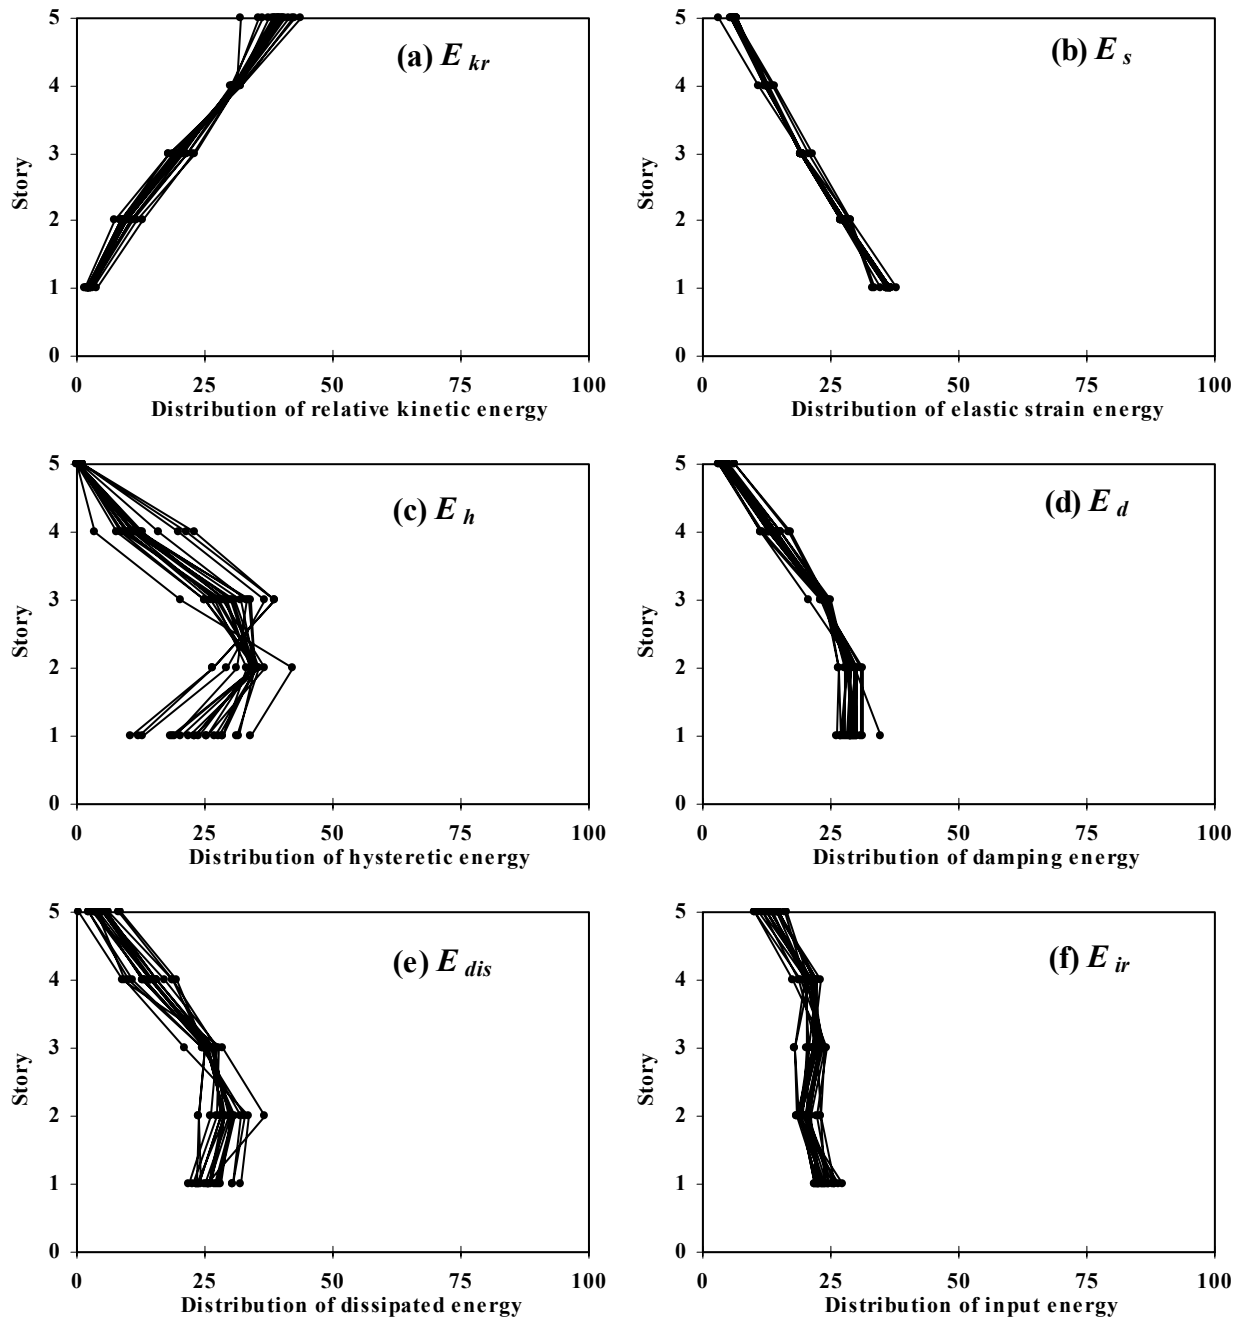 5
4
3
2
1
0
Story
(a) E kr
0 25 50 75 100
Distribution of relative kinetic energy
5
4
3
2
1
0
Story
(b) E s
0 25 50 75 100
Distribution of elastic strain energy
5
4
3
2
1
0
Story
(c) E h
0 25 50 75 100
Distribution of hysteretic energy
5
4
3
2
1
0
Story
(d) E d
0 25 50 75 100
Distribution of damping energy
5
4
3
2
1
0
Story
(e) E dis
0 25 50 75 100
Distribution of dissipated energy
5
4
3
2
1
0
Story
(f) E ir
0 25 50 75 100
Distribution of input energy